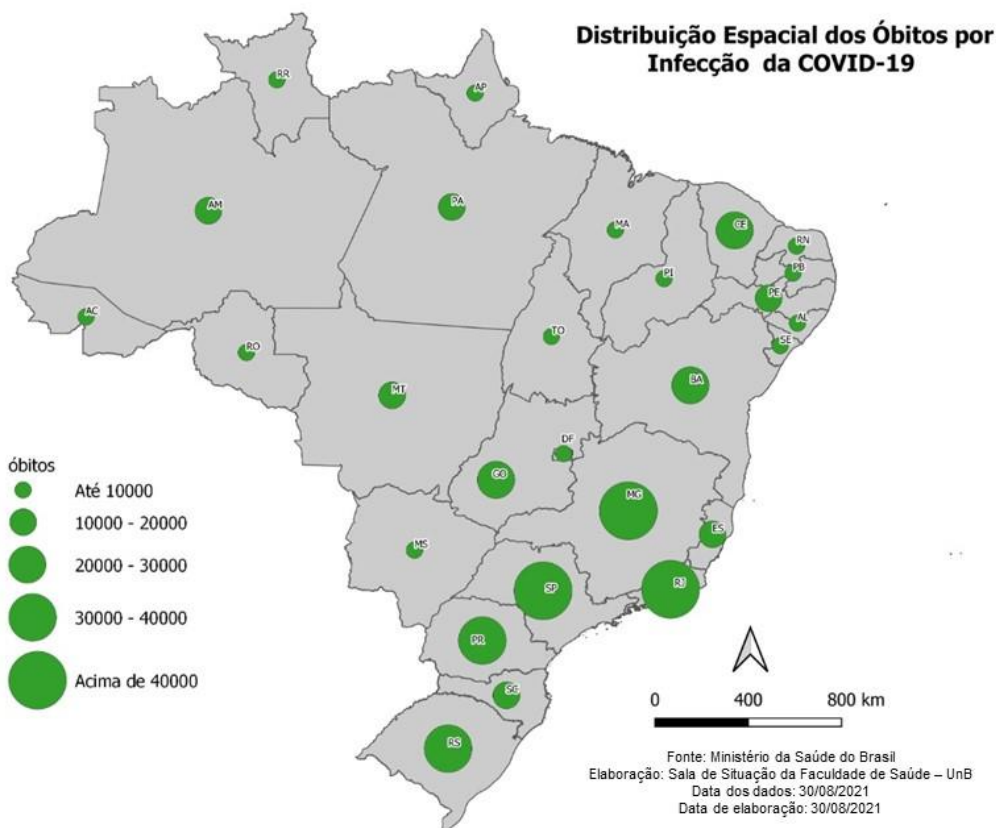 Distribuição Espacial dos Óbitos por
Infecção da COVID-19
RR
AP
AM
PA
MA
CE
RN
PI
PB
PE
AC
AL
TO
SE
RO
BA
MT
DF
GO
MG
ES
MS
SP
RJ
PR
SC
RS
óbitos
Até 10000
10000 - 20000
20000 - 30000
30000 - 40000
Acima de 40000
0 400 800 km
Fonte: Ministério da Saúde do Brasil
Elaboração: Sala de Situação da Faculdade de Saúde – UnB
Data dos dados: 30/08/2021
Data de elaboração: 30/08/2021